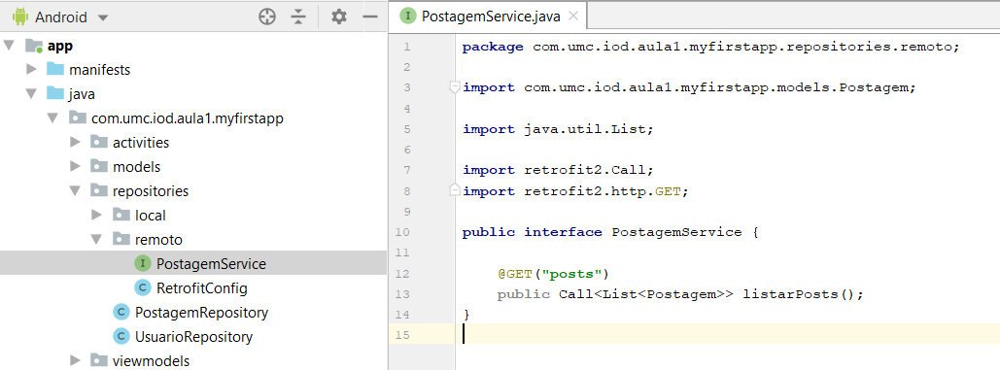 Android
app
manifests
java
com.umc.iod.aula1.myfirstapp
activities
models
repositories
local
remoto
I PostagemService
C RetrofitConfig
C PostagemRepository
C UsuarioRepository
viewmodels
I PostagemService.java
1 package com.umc.iod.aula1.myfirstapp.repositories.remoto;
2
3 import com.umc.iod.aula1.myfirstapp.models.Postagem;
4
5 import java.util.List;
6
7 import retrofit2.Call;
8 import retrofit2.http.GET;
9
10 public interface PostagemService {
11
12 @GET("posts")
13 public Call<List<Postagem>> listarPosts();
14 }
15